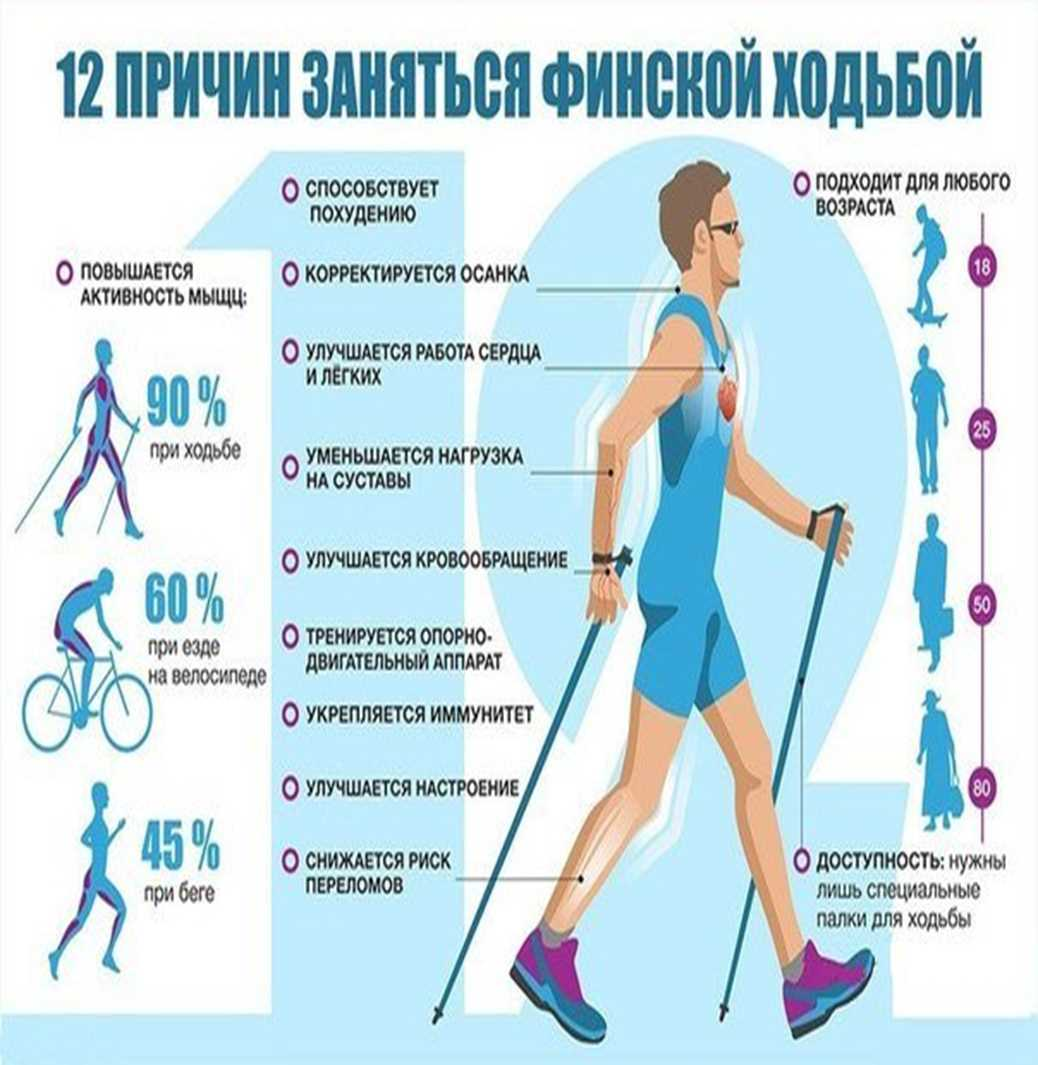 12 ПРИЧИН ЗАНЯТЬСЯ ФИНСКОЙ ХОДЬБОЙ
ПОВЫШАЕТСЯ
АКТИВНОСТЬ МЫЩЦ:
90 %
при ходьбе
60 %
при езде
на велосипеде
45 %
при беге
СПОСОБСТВУЕТ
ПОХУДЕНИЮ
КОРРЕКТИРУЕТСЯ ОСАНКА
УЛУЧШАЕТСЯ РАБОТА СЕРДЦА
И ЛЁГКИХ
УМЕНЬШАЕТСЯ НАГРУЗКА
НА СУСТАВЫ
УЛУЧШАЕТСЯ КРОВООБРАЩЕНИЕ
ТРЕНИРУЕТСЯ ОПОРНО-
ДВИГАТЕЛЬНЫЙ АППАРАТ
УКРЕПЛЯЕТСЯ ИММУНИТЕТ
УЛУЧШАЕТСЯ НАСТРОЕНИЕ
СНИЖАЕТСЯ РИСК
ПЕРЕЛОМОВ
ПОДХОДИТ ДЛЯ ЛЮБОГО
ВОЗРАСТА
18
25
50
80
ДОСТУПНОСТЬ: нужны
лишь специальные
палки для ходьбы